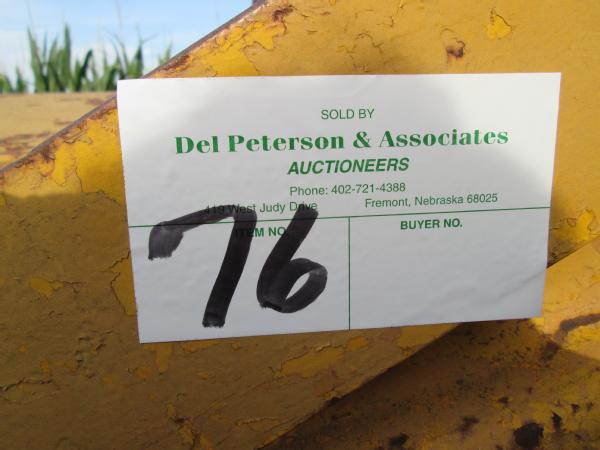 SOLD BY
Del Peterson & Associates
AUCTIONEERS
Phone: 402-721-4388
419 West Judy Drive Fremont, Nebraska 68025
ITEM NO. BUYER NO.
76